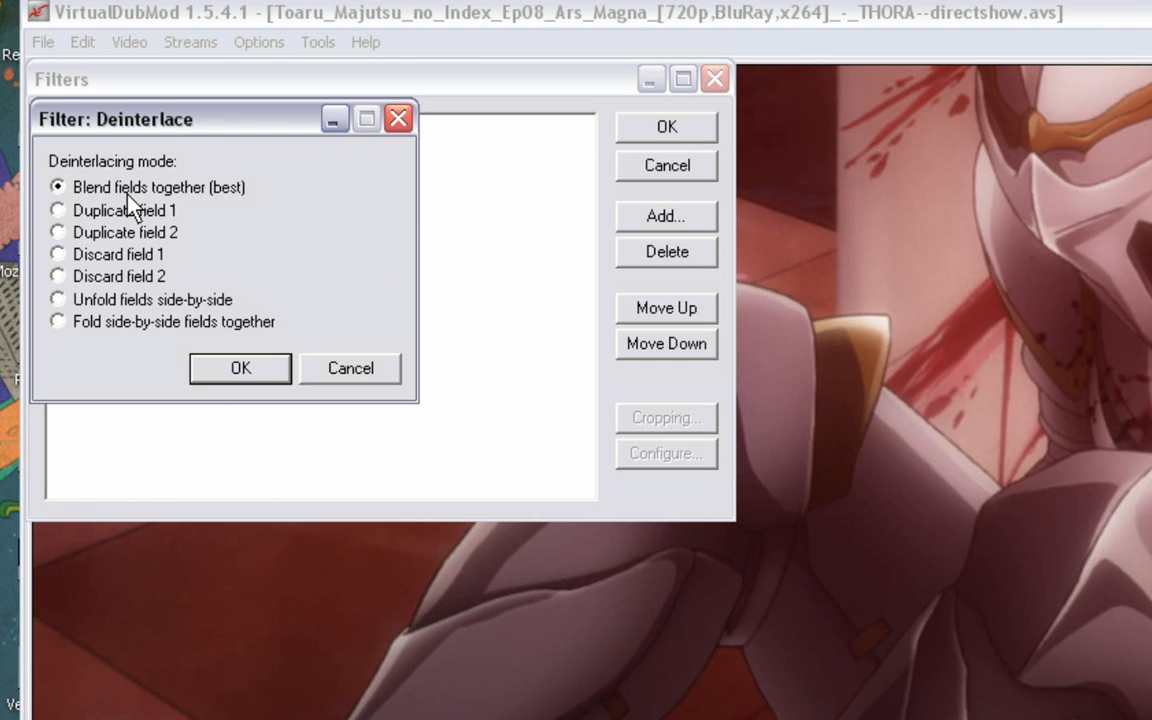 VirtualDubMod 1.5.4.1 - [Toaru_Majutsu_no_Index_Ep08_Ars_Magna_[720p,BluRay,x264]_-_THORA--directshow.avs]
File Edit Video Streams Options Tools Help
Filters
Filter: Deinterlace
Deinterlacing mode:
Blend fields together (best)
Duplicate field 1
Duplicate field 2
Discard field 1
Discard field 2
Unfold fields side-by-side
Fold side-by-side fields together
OK Cancel
OK
Cancel
Add...
Delete
Move Up
Move Down
Cropping...
Configure...